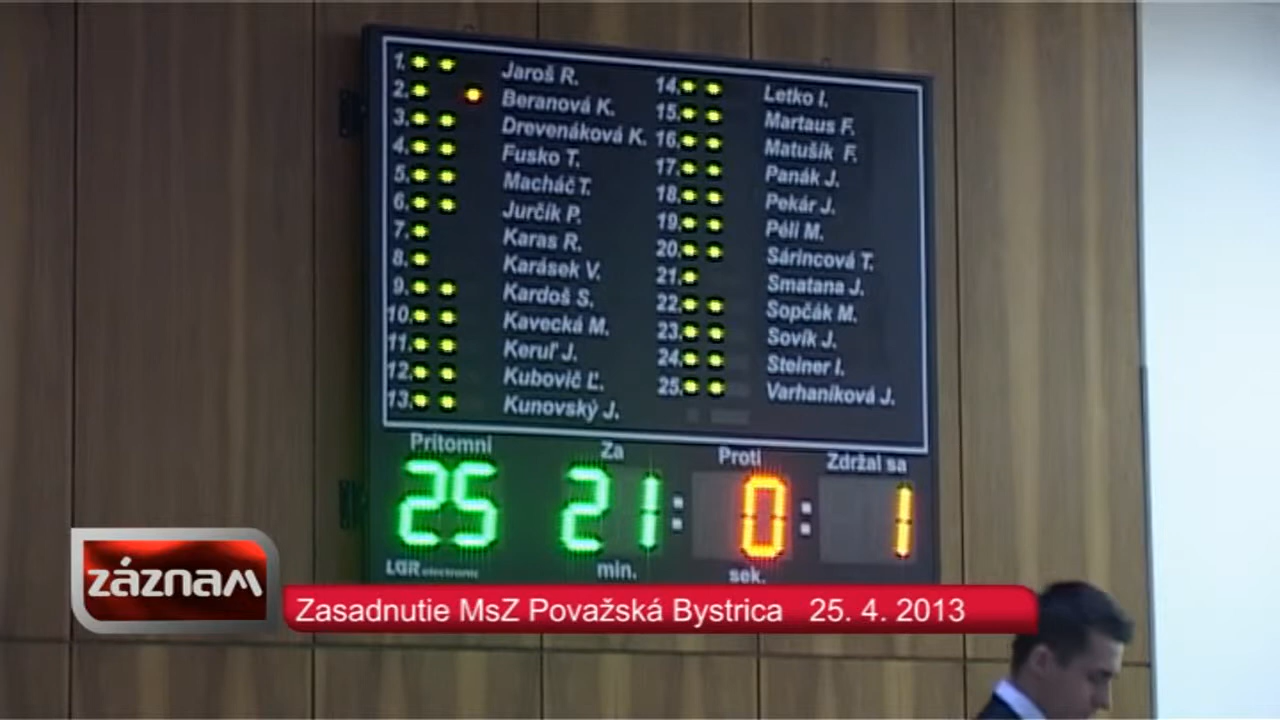 1. Jaroš R.
2. Beranová K.
3. Drevenáková K.
4. Fusko T.
5. Macháč T.
6. Jurčík P.
7. Karas R.
8. Karásek V.
9. Kardoš S.
10. Kavecká M.
11. Keruľ J.
12. Kubovič Ľ.
13. Kunovský J.
14. Letko I.
15. Martaus F.
16. Matušík F.
17. Panák J.
18. Pekár J.
19. Péli M.
20. Sárincová T.
21. Smatana J.
22. Sopčák M.
23. Sovík J.
24. Steiner I.
25. Varhaníková J.
Prítomní Za Proti Zdržal sa
25 21 : 0 : 1
LGR electronic min. sek.
záznam
Zasadnutie MsZ Považská Bystrica 25. 4. 2013